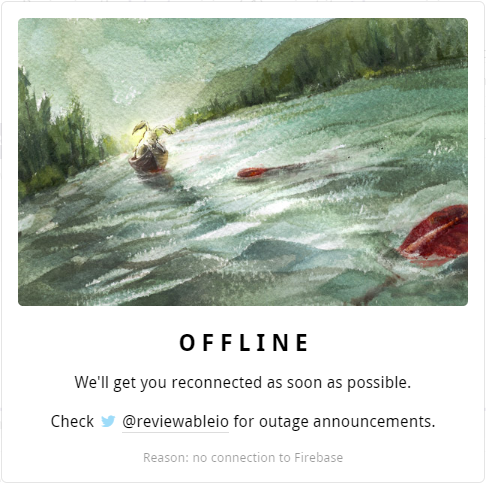 OFFLINE
We'll get you reconnected as soon as possible.
Check @reviewableio for outage announcements.
Reason: no connection to Firebase